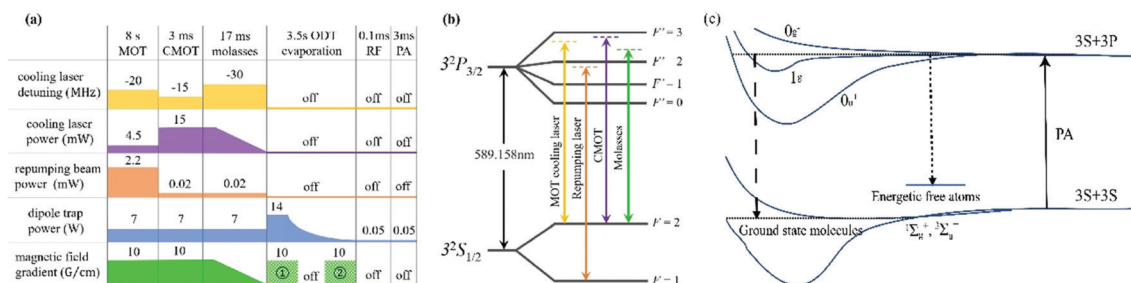 (a)
8 s 3 ms 17 ms 3.5s ODT 0.1ms 3ms
MOT CMOT molasses evaporation RF PA
cooling laser
detuning (MHz)
-20 -15 -30 off off off
cooling laser
power (mW)
4.5 15 off off off
repumping beam
power (mW)
2.2 0.02 0.02 off off off
dipole trap
power (W)
7 7 7 14 0.05 0.05
magnetic field
gradient (G/cm)
10 10 10 ① off 10 ② off off
(b)
3²P₃/₂
589.158nm
3²S₁/₂
MOT cooling laser
Repumping laser
CMOT
Molasses
F'=3
F'=2
F'=1
F'=0
F=2
F=1
(c)
0g⁻
1g
0u⁺
3S+3P
PA
Energetic free atoms
3S+3S
Ground state molecules
¹Σg⁺, ³Σu⁻